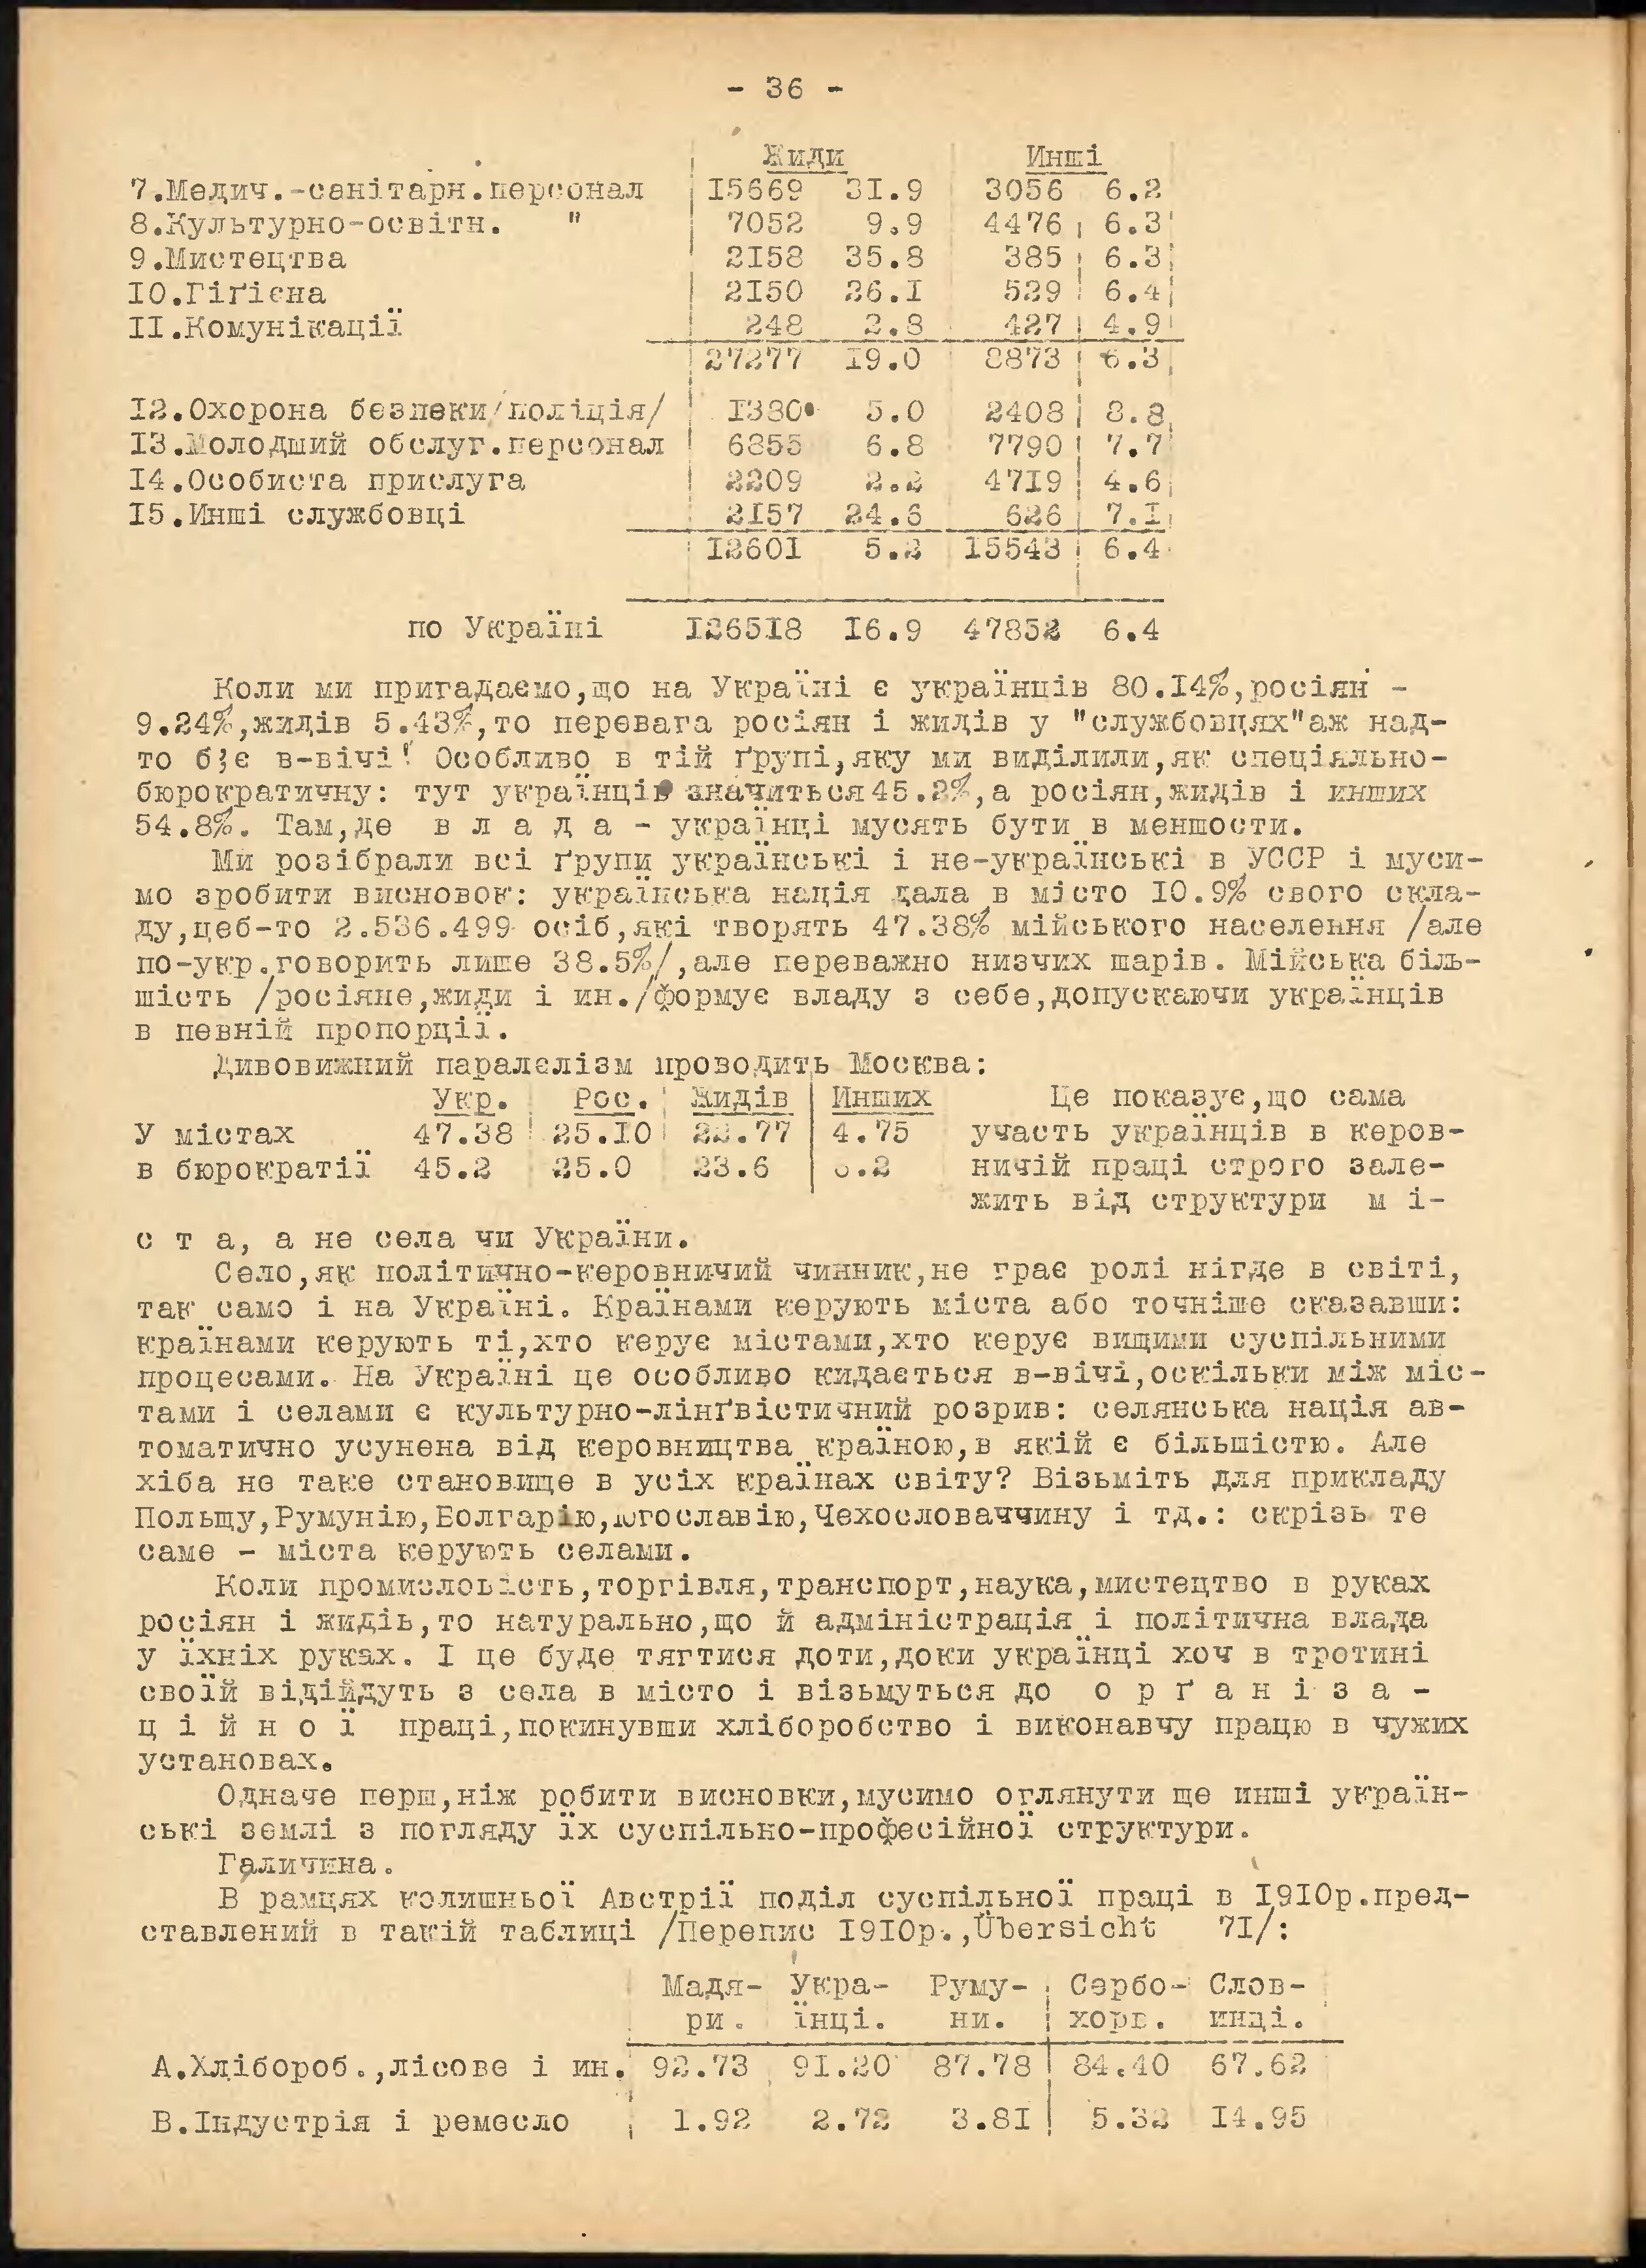 - 36 -
Жиди Инші
7.Медич.-санітарн.персонал 15669 31.9 3056 6.2
8.Культурно-освітн. " 7052 9.9 4476 6.3
9.Мистецтва 2158 35.8 385 6.3
10.Гіґієна 2150 26.1 529 6.4
11.Комунікації 248 2.8 427 4.9
27277 19.0 8873 6.3
12.Охорона безпеки/поліція/ 1380 5.0 2408 8.8
13.Молодший обслуг.персонал 6855 6.8 7790 7.7
14.Особиста прислуга 2209 2.2 4719 4.6
15.Инші службовці 2157 24.6 626 7.1
12601 5.2 15543 6.4
по Україні 126518 16.9 47852 6.4
Коли ми пригадаємо,що на Україні є українців 80.14%,росіян -
9.24%,жидів 5.43%,то перевага росіян і жидів у "службовцях"аж над-
то бʼє в-вічі! Особливо в тій ґрупі,яку ми виділили,як спеціяльно-
бюрократичну: тут українців значиться 45.2%,а росіян,жидів і инших
54.8%. Там,де в л а д а - українці мусять бути в меншости.
Ми розібрали всі ґрупи українські і не-українські в УССР і муси-
мо зробити висновок: українська нація дала в місто 10.9% свого скла-
ду,цеб-то 2.536.499 осіб,які творять 47.38% мійського населення /але
по-укр.говорить лише 38.5%/,але переважно низчих шарів. Мійська біль-
шість /росіяне,жиди і ин./формує владу з себе,допускаючи українців
в певній пропорції.
Дивовижний паралелізм проводить Москва:
Укр. Рос. Жидів Инших
У містах 47.38 25.10 22.77 4.75
в бюрократії 45.2 25.0 23.6 6.2
Це показує,що сама
участь українців в керов-
ничій праці строго зале-
жить від структури м і-
с т а, а не села чи України.
Село,як політично-керовничий чинник,не грає ролі нігде в світі,
так само і на Україні. Країнами керують міста або точніше сказавши:
країнами керують ті,хто керує містами,хто керує вищими суспільними
процесами. На Україні це особливо кидається в-вічі,оскільки між міс-
тами і селами є культурно-лінґвістичний розрив: селянська нація ав-
томатично усунена від керовництва країною,в якій є більшістю. Але
хіба не таке становище в усіх країнах світу? Візьміть для прикладу
Польщу,Румунію,Болгарію,Югославію,Чехословаччину і тд.: скрізь те
саме - міста керують селами.
Коли промисловість,торгівля,транспорт,наука,мистецтво в руках
росіян і жидів,то натурально,що й адміністрація і політична влада
у їхніх руках. І це буде тягтися доти,доки українці хоч в третині
своїй відійдуть з села в місто і візьмуться до о р ґ а н і з а -
ц і й н о ї праці,покинувши хліборобство і виконавчу працю в чужих
установах.
Одначе перш,ніж робити висновки,мусимо оглянути ще инші україн-
ські землі з погляду їх суспільно-професійної структури.
Галичина.
В рамцях колишньої Австрії поділ суспільної праці в 1910р.пред-
ставлений в такій таблиці /Перепис 1910р.,Übersicht 71/:
Мадя- Укра- Руму- Сербо- Слов-
ри. їнці. ни. хорв. инці.
А.Хлібороб.,лісове і ин. 92.73 91.20 87.78 84.40 67.62
В.Індустрія і ремесло 1.92 2.72 3.81 5.32 14.95